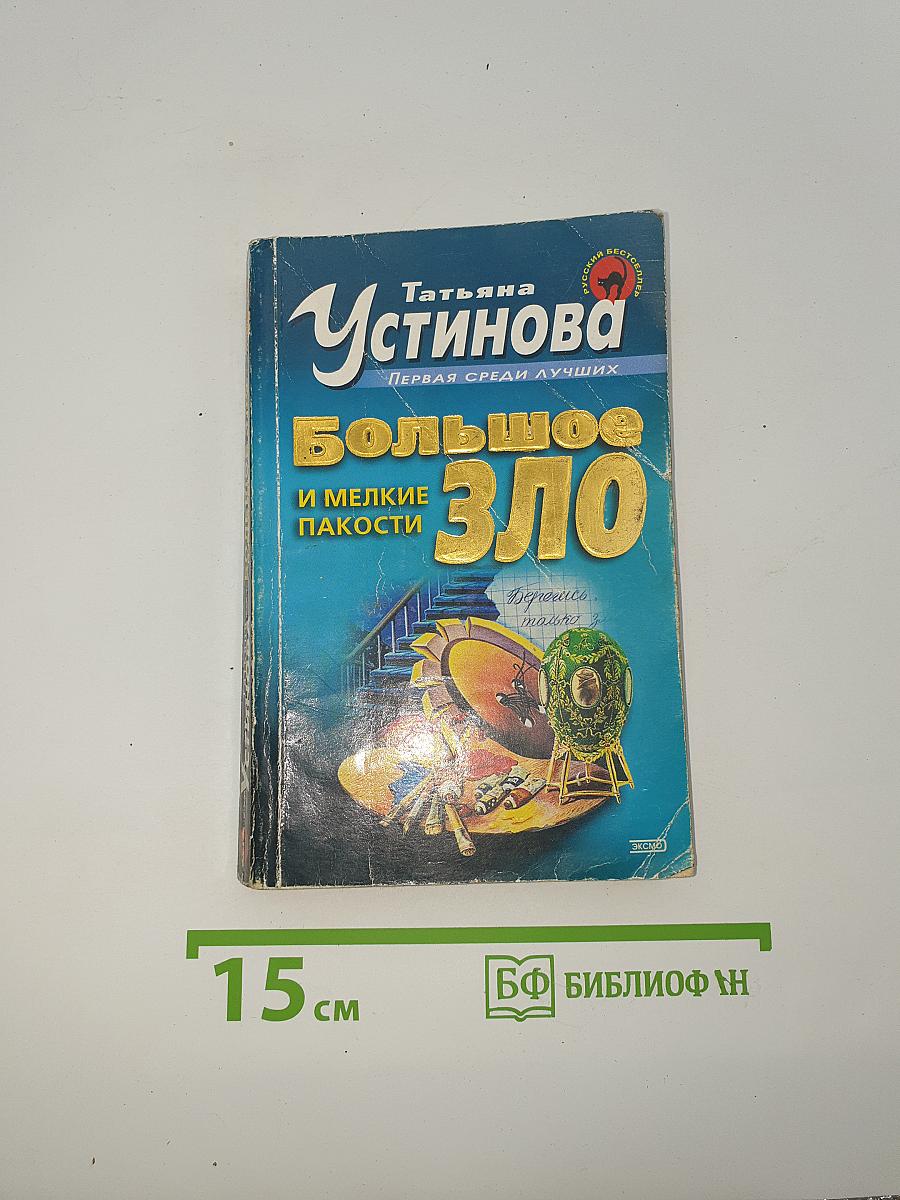 РУССКИЙ БЕСТСЕЛЛЕР
Татьяна
Устинова
Первая среди лучших
Большое
зло
и мелкие
пакости
Берегись,
только з
ЭКСМО
15 см
БФ БИБЛИОФ